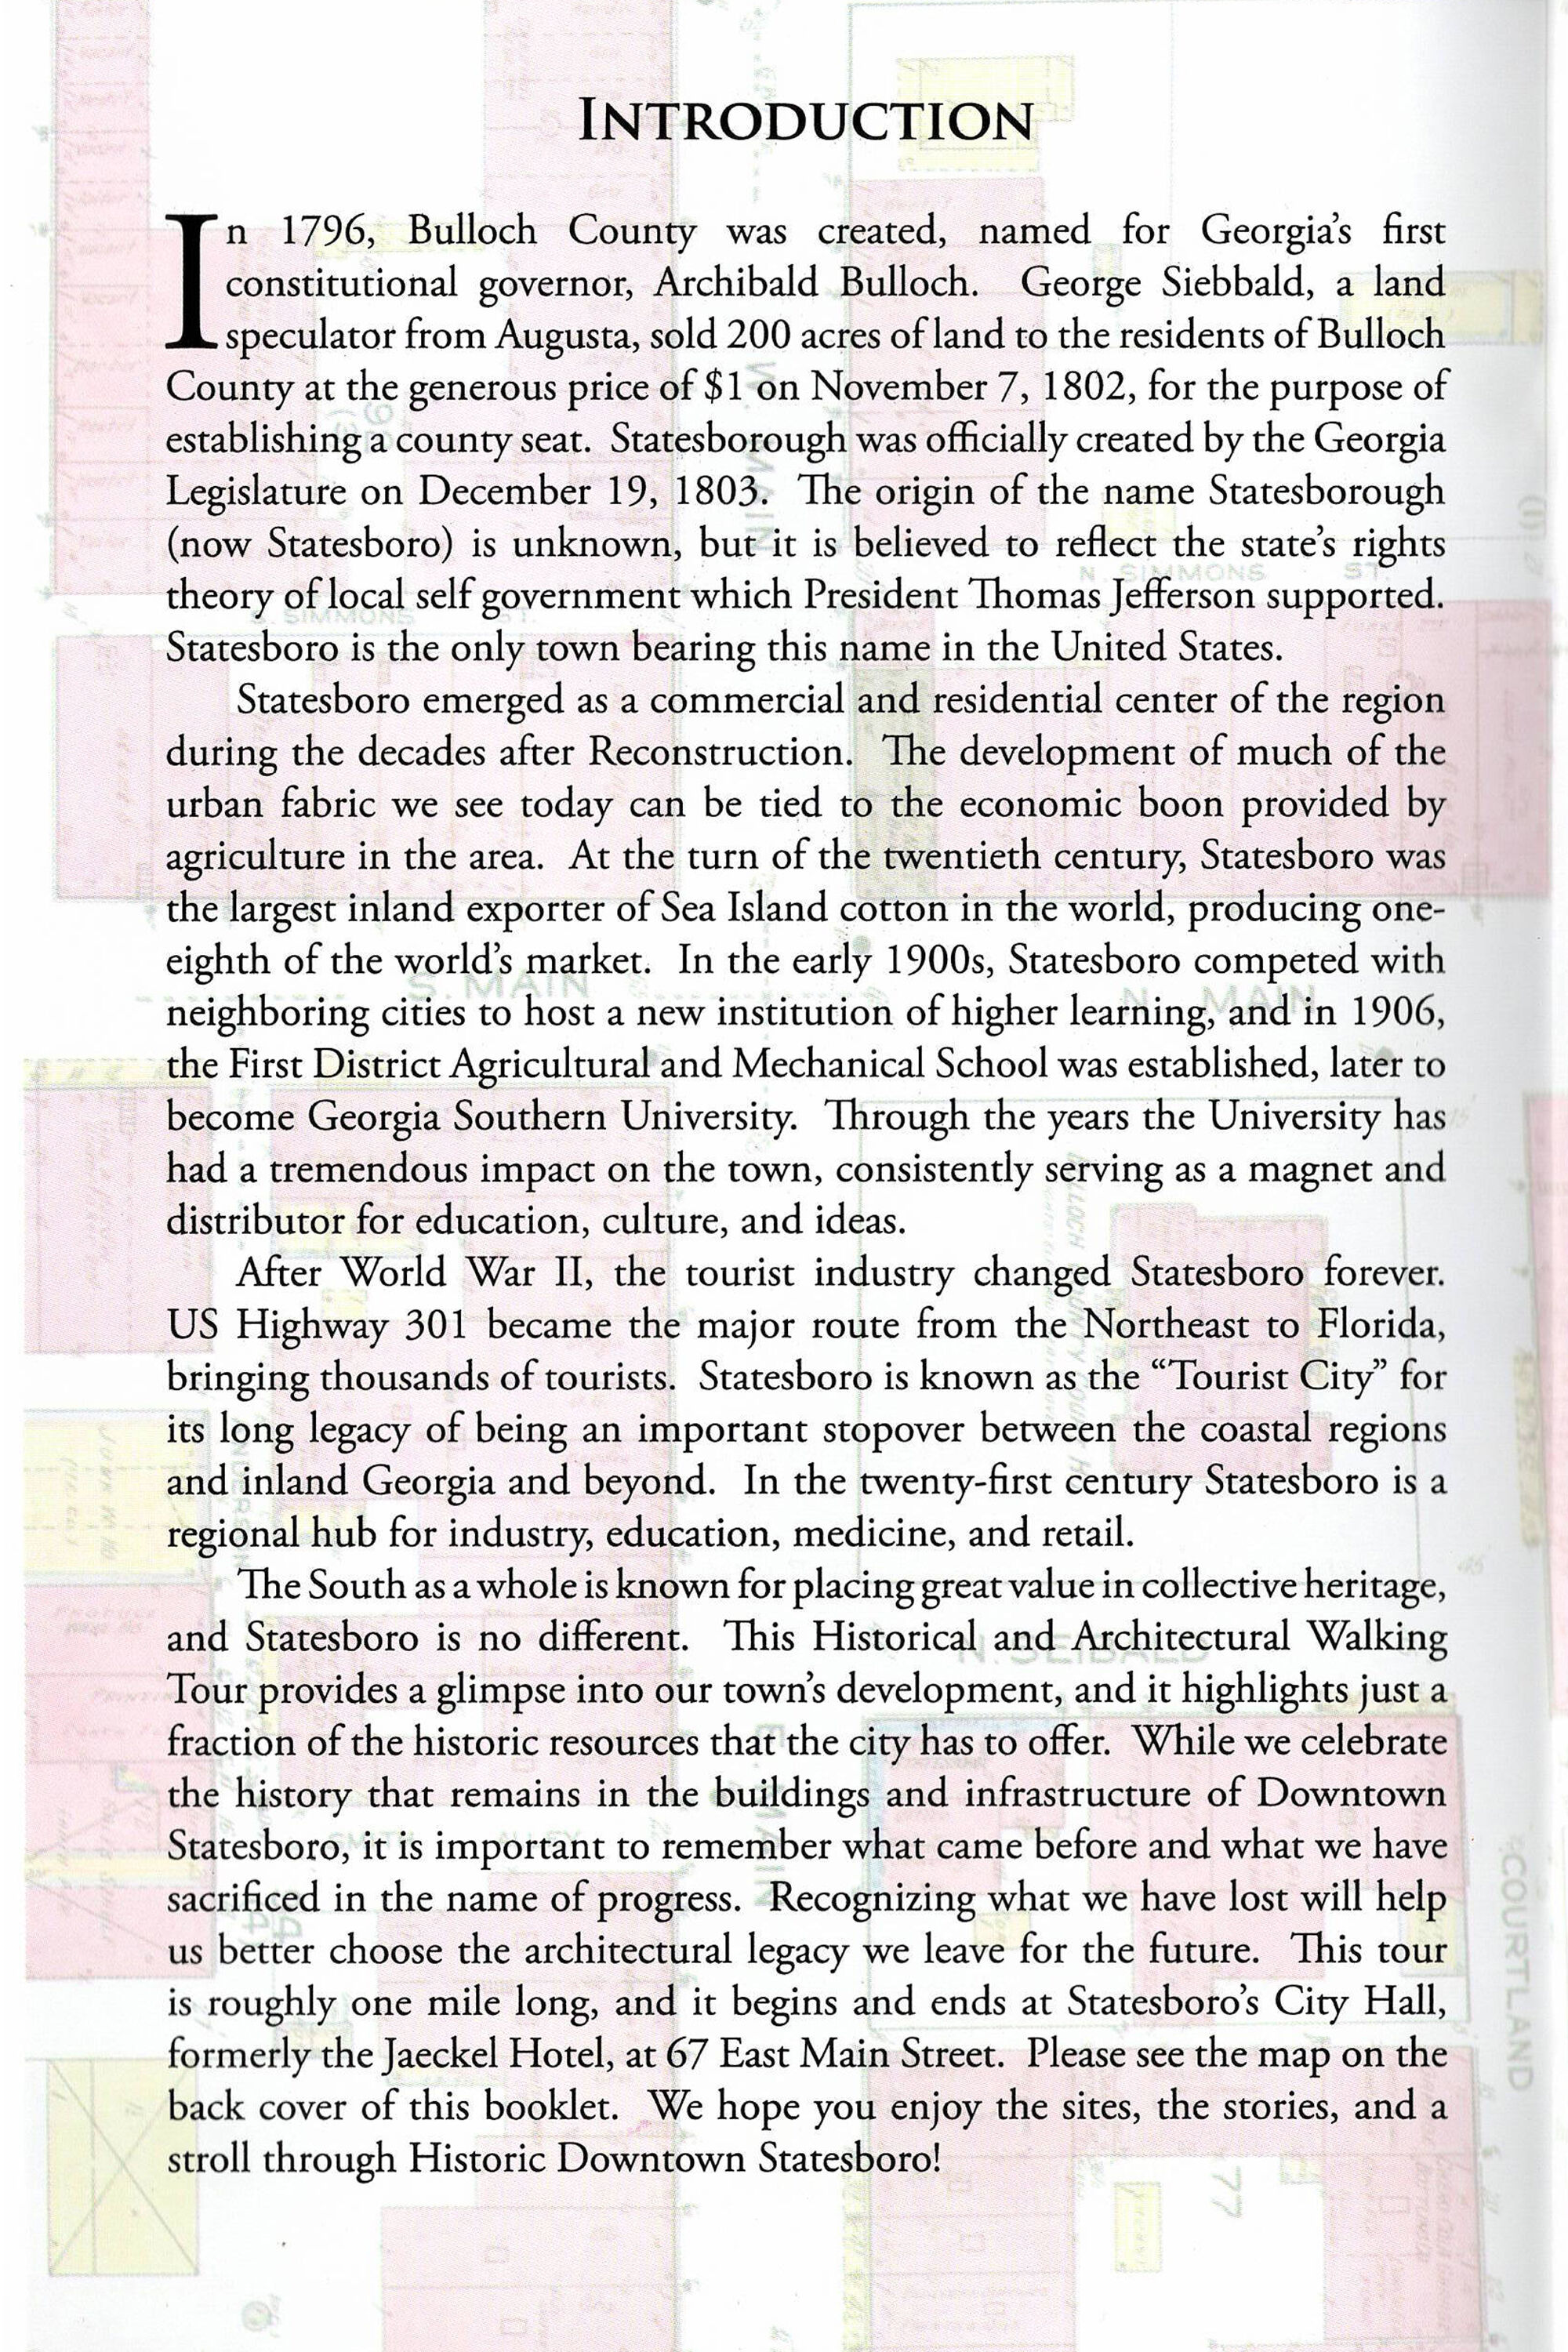 INTRODUCTION
In 1796, Bulloch County was created, named for Georgia's first
constitutional governor, Archibald Bulloch. George Siebbald, a land
speculator from Augusta, sold 200 acres of land to the residents of Bulloch
County at the generous price of $1 on November 7, 1802, for the purpose of
establishing a county seat. Statesborough was officially created by the Georgia
Legislature on December 19, 1803. The origin of the name Statesborough
(now Statesboro) is unknown, but it is believed to reflect the state's rights
theory of local self government which President Thomas Jefferson supported.
Statesboro is the only town bearing this name in the United States.
Statesboro emerged as a commercial and residential center of the region
during the decades after Reconstruction. The development of much of the
urban fabric we see today can be tied to the economic boon provided by
agriculture in the area. At the turn of the twentieth century, Statesboro was
the largest inland exporter of Sea Island cotton in the world, producing one-
eighth of the world's market. In the early 1900s, Statesboro competed with
neighboring cities to host a new institution of higher learning, and in 1906,
the First District Agricultural and Mechanical School was established, later to
become Georgia Southern University. Through the years the University has
had a tremendous impact on the town, consistently serving as a magnet and
distributor for education, culture, and ideas.
After World War II, the tourist industry changed Statesboro forever.
US Highway 301 became the major route from the Northeast to Florida,
bringing thousands of tourists. Statesboro is known as the “Tourist City” for
its long legacy of being an important stopover between the coastal regions
and inland Georgia and beyond. In the twenty-first century Statesboro is a
regional hub for industry, education, medicine, and retail.
The South as a whole is known for placing great value in collective heritage,
and Statesboro is no different. This Historical and Architectural Walking
Tour provides a glimpse into our town's development, and it highlights just a
fraction of the historic resources that the city has to offer. While we celebrate
the history that remains in the buildings and infrastructure of Downtown
Statesboro, it is important to remember what came before and what we have
sacrificed in the name of progress. Recognizing what we have lost will help
us better choose the architectural legacy we leave for the future. This tour
is roughly one mile long, and it begins and ends at Statesboro's City Hall,
formerly the Jaeckel Hotel, at 67 East Main Street. Please see the map on the
back cover of this booklet. We hope you enjoy the sites, the stories, and a
stroll through Historic Downtown Statesboro!
W. MAIN
N. SIMMONS ST.
S. SIMMONS ST.
S. MAIN
N. MAIN
N. SEIBALD
E. MAIN
COURTLAND
77